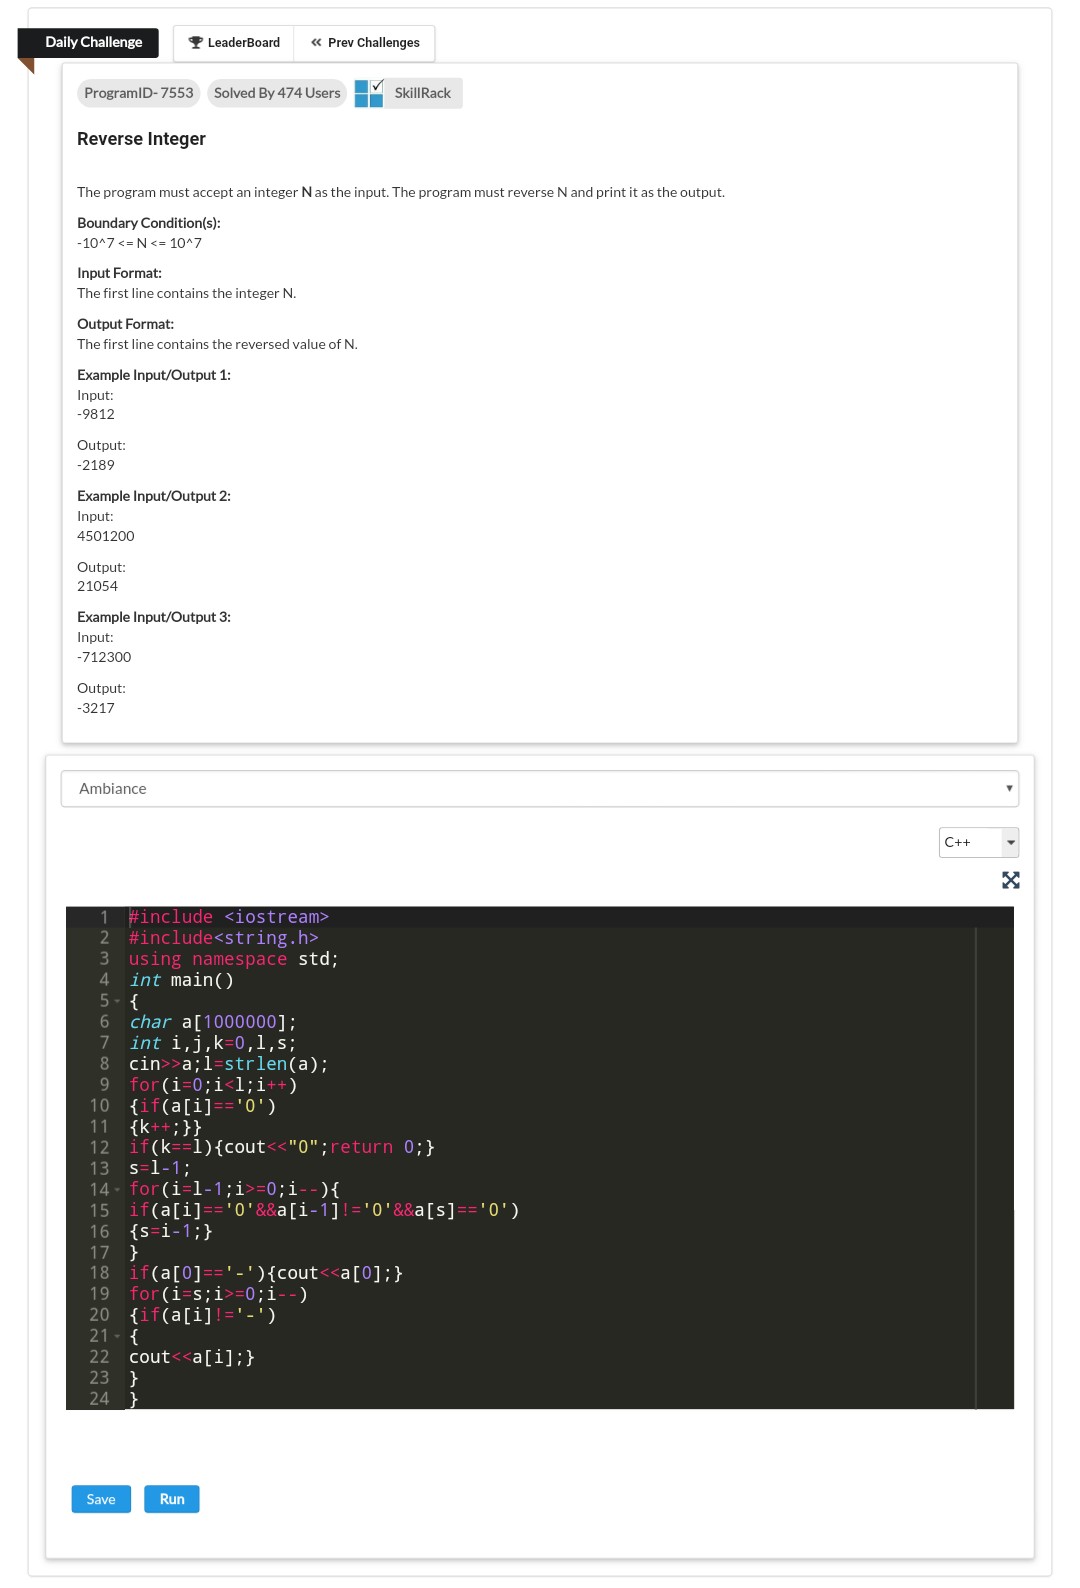 Daily Challenge
LeaderBoard
Prev Challenges
ProgramID- 7553
Solved By 474 Users
SkillRack
Reverse Integer
The program must accept an integer N as the input. The program must reverse N and print it as the output.
Boundary Condition(s):
-10^7 <= N <= 10^7
Input Format:
The first line contains the integer N.
Output Format:
The first line contains the reversed value of N.
Example Input/Output 1:
Input:
-9812
Output:
-2189
Example Input/Output 2:
Input:
4501200
Output:
21054
Example Input/Output 3:
Input:
-712300
Output:
-3217
Ambiance
C++
1 #include <iostream>
2 #include<string.h>
3 using namespace std;
4 int main()
5 {
6 char a[1000000];
7 int i,j,k=0,l,s;
8 cin>>a;l=strlen(a);
9 for(i=0;i<l;i++)
10 {if(a[i]=='0')
11 {k++;}}
12 if(k==l){cout<<"0";return 0;}
13 s=l-1;
14 for(i=l-1;i>=0;i--){
15 if(a[i]=='0'&&a[i-1]!='0'&&a[s]=='0')
16 {s=i-1;}
17 }
18 if(a[0]=='-'){cout<<a[0];}
19 for(i=s;i>=0;i--)
20 {if(a[i]!='-')
21 {
22 cout<<a[i];}
23 }
24 }
Save
Run